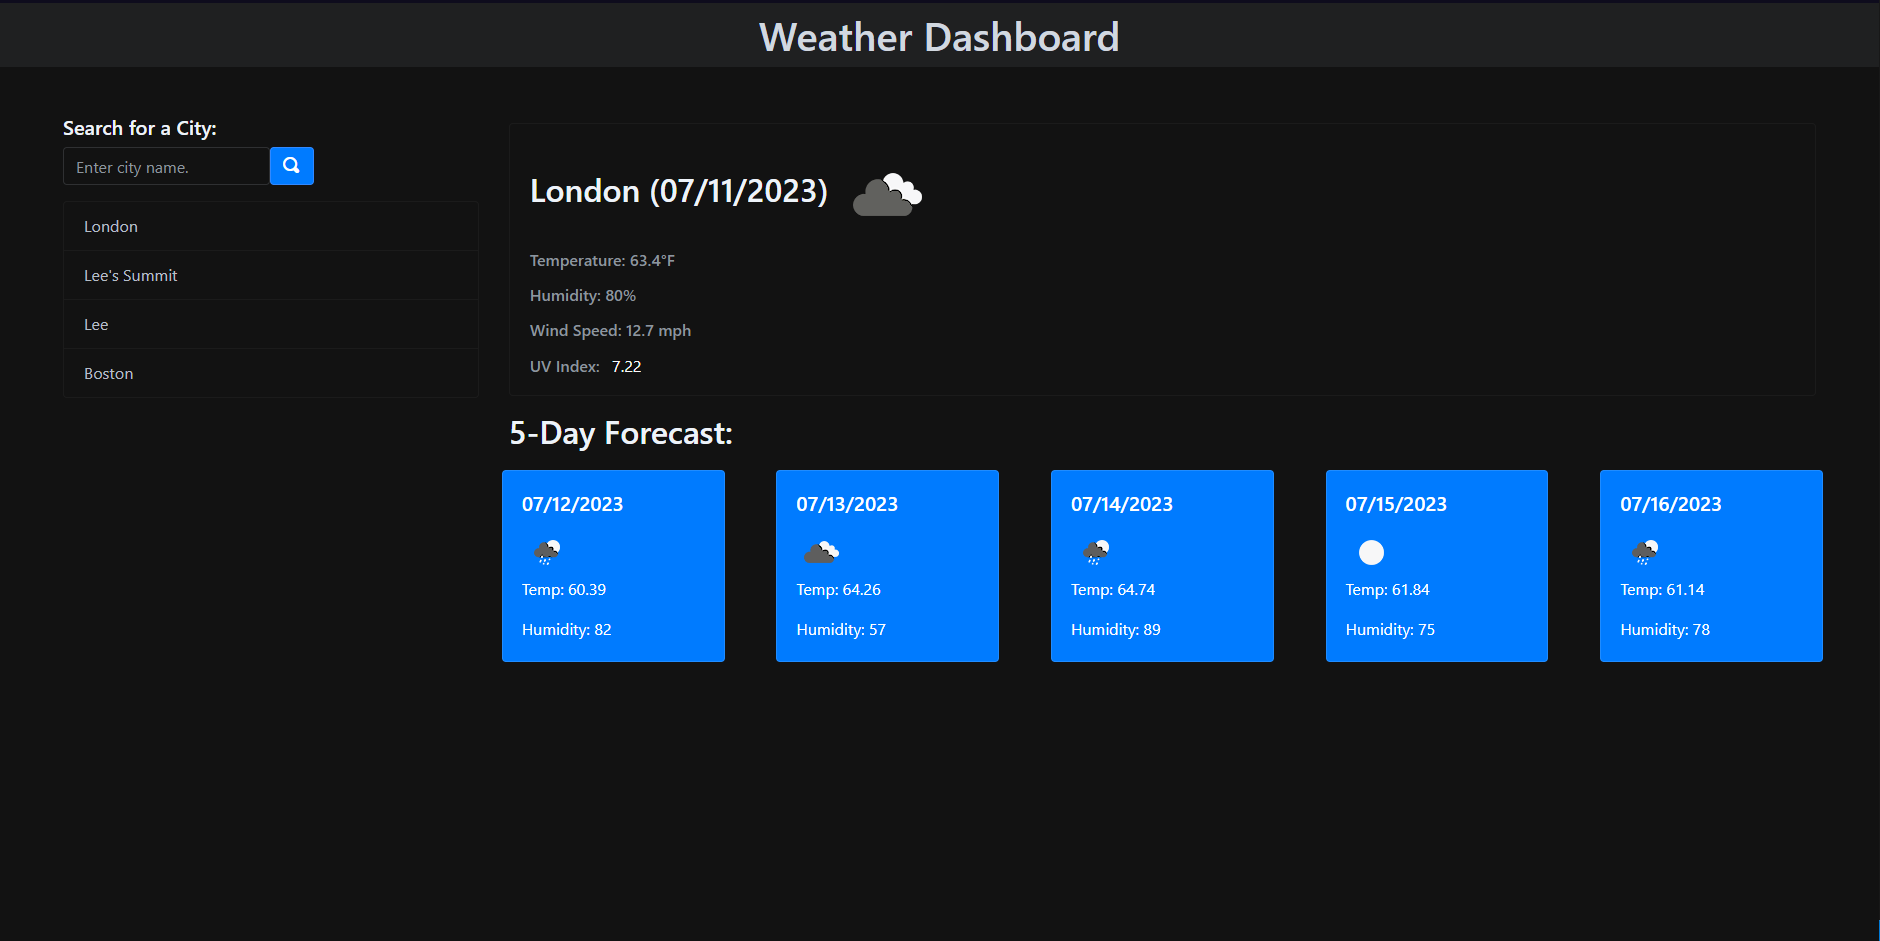 Weather Dashboard
Search for a City:
Enter city name.
London
Lee's Summit
Lee
Boston
London (07/11/2023)
Temperature: 63.4°F
Humidity: 80%
Wind Speed: 12.7 mph
UV Index: 7.22
5-Day Forecast:
07/12/2023
Temp: 60.39
Humidity: 82
07/13/2023
Temp: 64.26
Humidity: 57
07/14/2023
Temp: 64.74
Humidity: 89
07/15/2023
Temp: 61.84
Humidity: 75
07/16/2023
Temp: 61.14
Humidity: 78